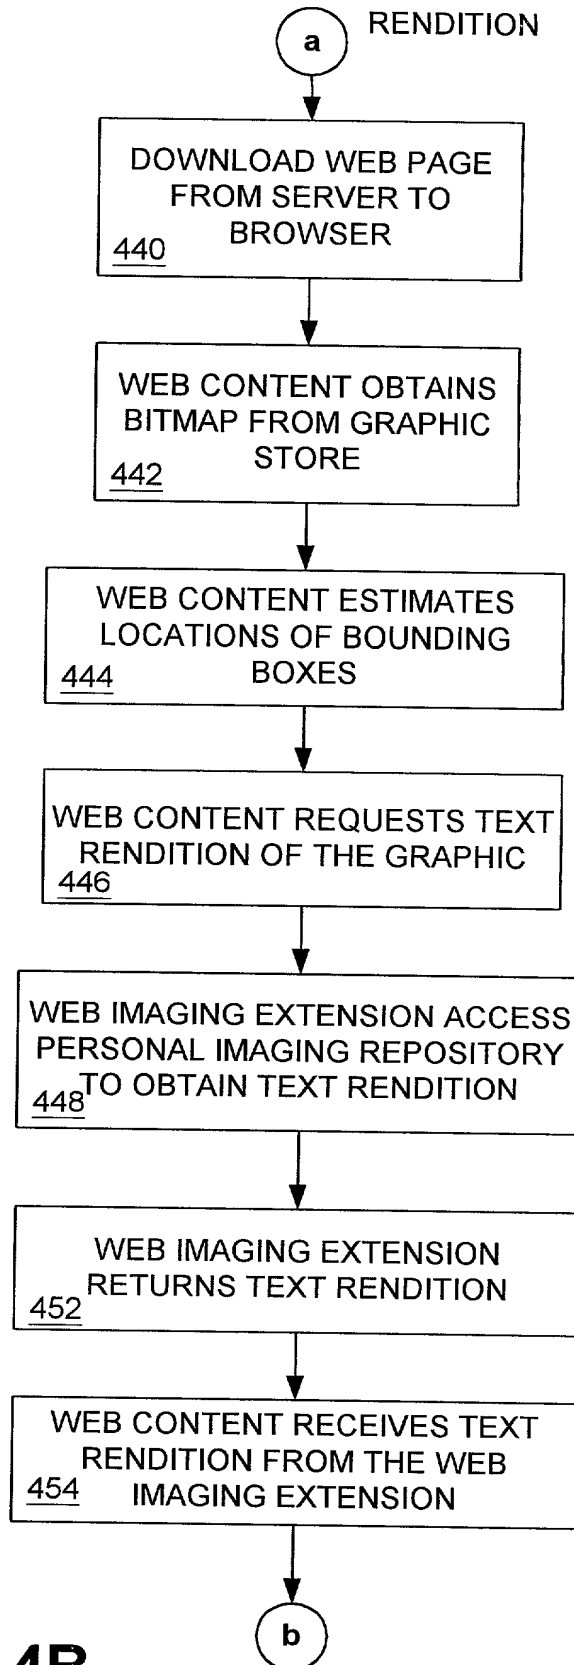 a
RENDITION
DOWNLOAD WEB PAGE
FROM SERVER TO
BROWSER
440
WEB CONTENT OBTAINS
BITMAP FROM GRAPHIC
STORE
442
WEB CONTENT ESTIMATES
LOCATIONS OF BOUNDING
BOXES
444
WEB CONTENT REQUESTS TEXT
RENDITION OF THE GRAPHIC
446
WEB IMAGING EXTENSION ACCESS
PERSONAL IMAGING REPOSITORY
TO OBTAIN TEXT RENDITION
448
WEB IMAGING EXTENSION
RETURNS TEXT RENDITION
452
WEB CONTENT RECEIVES TEXT
RENDITION FROM THE WEB
IMAGING EXTENSION
454
b
4B